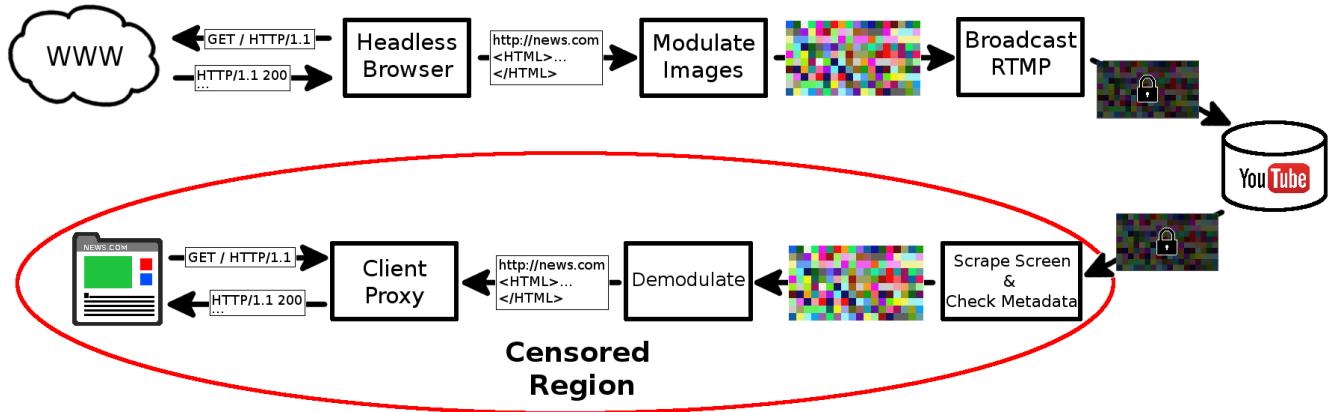 WWW
GET / HTTP/1.1
HTTP/1.1 200
...
Headless
Browser
http://news.com
<HTML>...
</HTML>
Modulate
Images
Broadcast
RTMP
YouTube
NEWS.COM
GET / HTTP/1.1
HTTP/1.1 200
...
Client
Proxy
http://news.com
<HTML>...
</HTML>
Demodulate
Scrape Screen
&
Check Metadata
Censored
Region